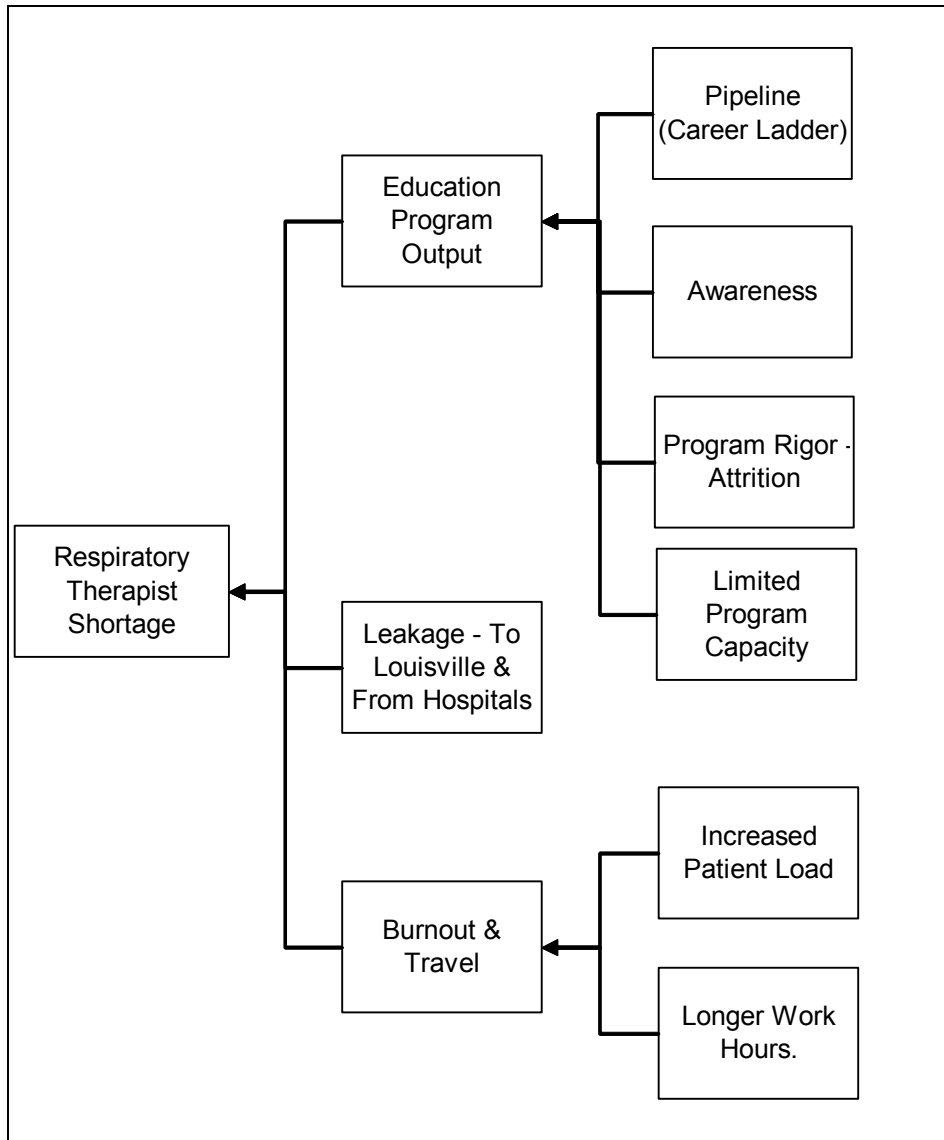 Pipeline
(Career Ladder)
Education
Program
Output
Awareness
Program Rigor -
Attrition
Respiratory
Therapist
Shortage
Limited
Program
Capacity
Leakage - To
Louisville &
From Hospitals
Increased
Patient Load
Burnout &
Travel
Longer Work
Hours.